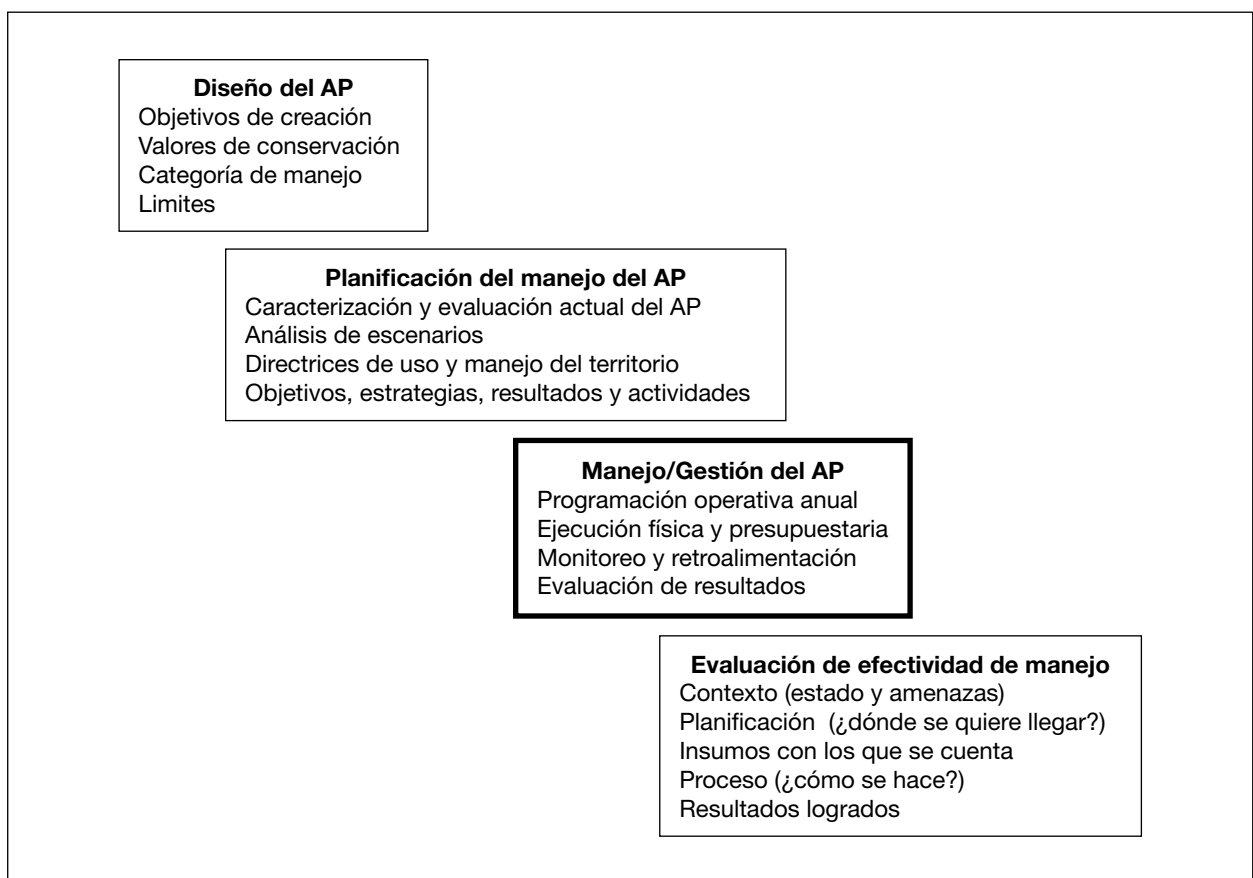 Diseño del AP
Objetivos de creación
Valores de conservación
Categoría de manejo
Limites
Planificación del manejo del AP
Caracterización y evaluación actual del AP
Análisis de escenarios
Directrices de uso y manejo del territorio
Objetivos, estrategias, resultados y actividades
Manejo/Gestión del AP
Programación operativa anual
Ejecución física y presupuestaria
Monitoreo y retroalimentación
Evaluación de resultados
Evaluación de efectividad de manejo
Contexto (estado y amenazas)
Planificación  (¿dónde se quiere llegar?)
Insumos con los que se cuenta
Proceso (¿cómo se hace?)
Resultados logrados